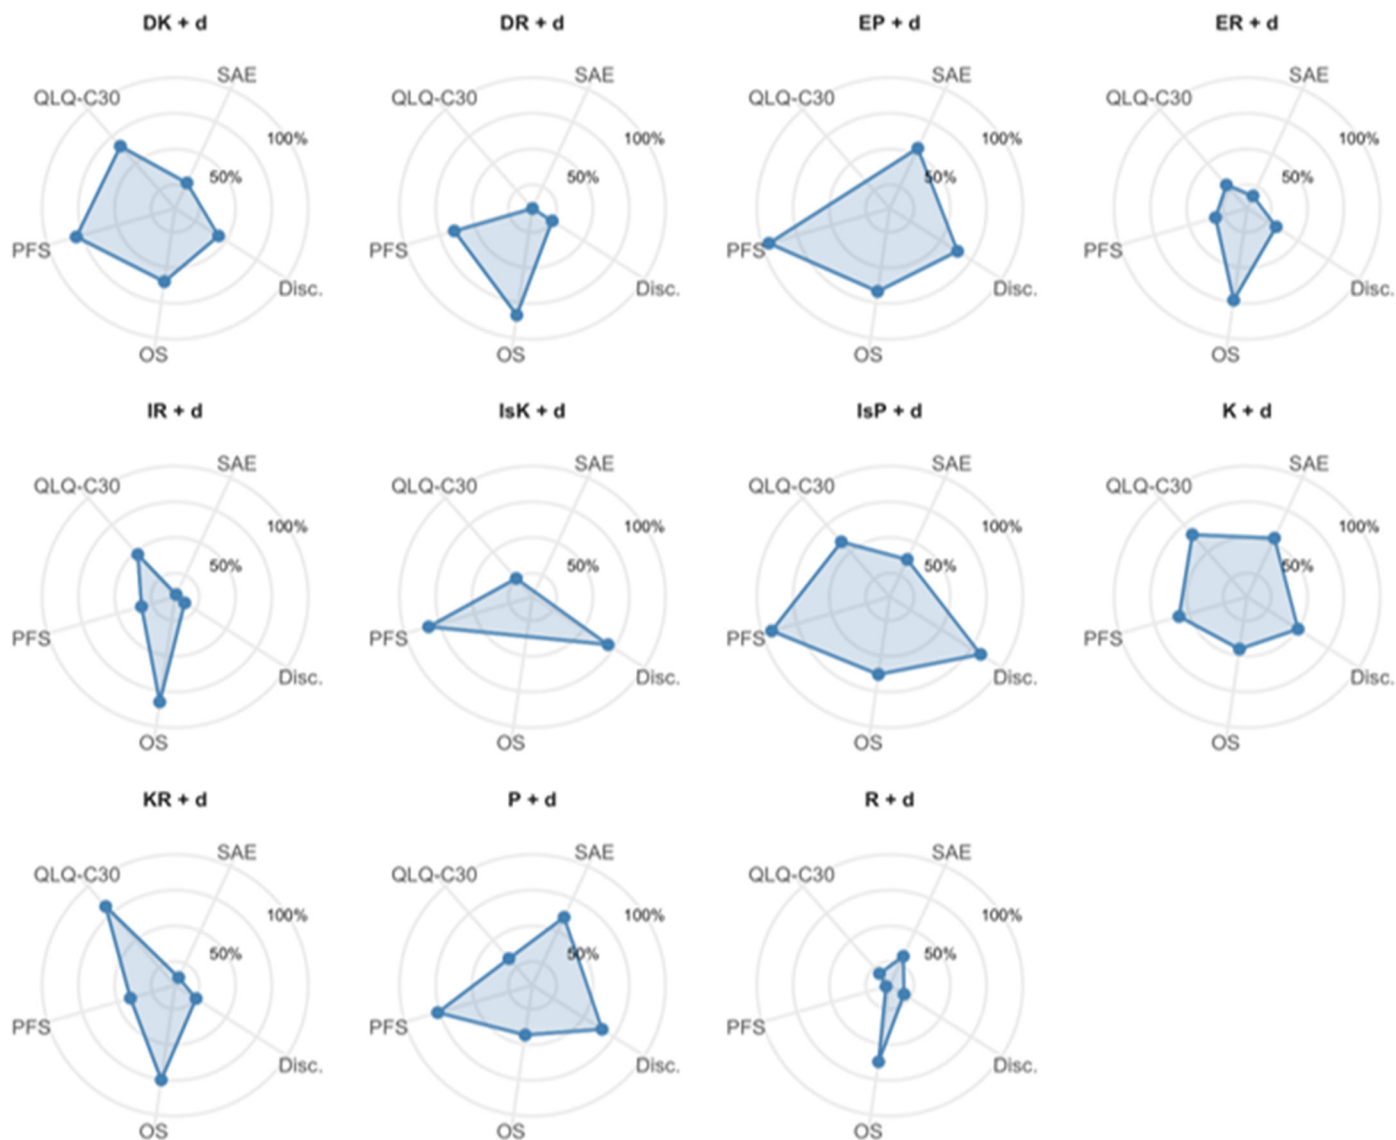 DK + d
SAE
QLQ-C30
100%
50%
PFS
Disc.
OS
DR + d
SAE
QLQ-C30
100%
50%
PFS
Disc.
OS
EP + d
SAE
QLQ-C30
100%
50%
PFS
Disc.
OS
ER + d
SAE
QLQ-C30
100%
50%
PFS
Disc.
OS
IR + d
SAE
QLQ-C30
100%
50%
PFS
Disc.
OS
IsK + d
SAE
QLQ-C30
100%
50%
PFS
Disc.
OS
IsP + d
SAE
QLQ-C30
100%
50%
PFS
Disc.
OS
K + d
SAE
QLQ-C30
100%
50%
PFS
Disc.
OS
KR + d
SAE
QLQ-C30
100%
50%
PFS
Disc.
OS
P + d
SAE
QLQ-C30
100%
50%
PFS
Disc.
OS
R + d
SAE
QLQ-C30
100%
50%
PFS
Disc.
OS